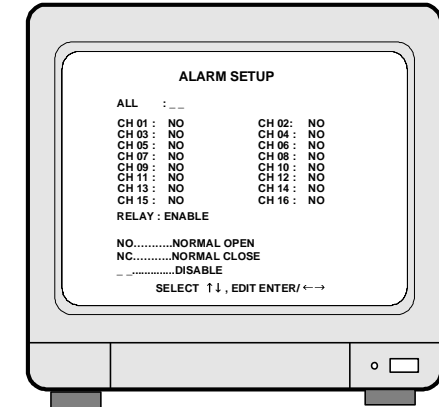 ALARM SETUP
ALL : _ _
CH 01 : NO CH 02: NO
CH 03 : NO CH 04 : NO
CH 05 : NO CH 06 : NO
CH 07 : NO CH 08 : NO
CH 09 : NO CH 10 : NO
CH 11 : NO CH 12 : NO
CH 13 : NO CH 14 : NO
CH 15 : NO CH 16 : NO
RELAY : ENABLE
NO...........NORMAL OPEN
NC...........NORMAL CLOSE
_ _..............DISABLE
SELECT ↑↓ , EDIT ENTER/ ←→